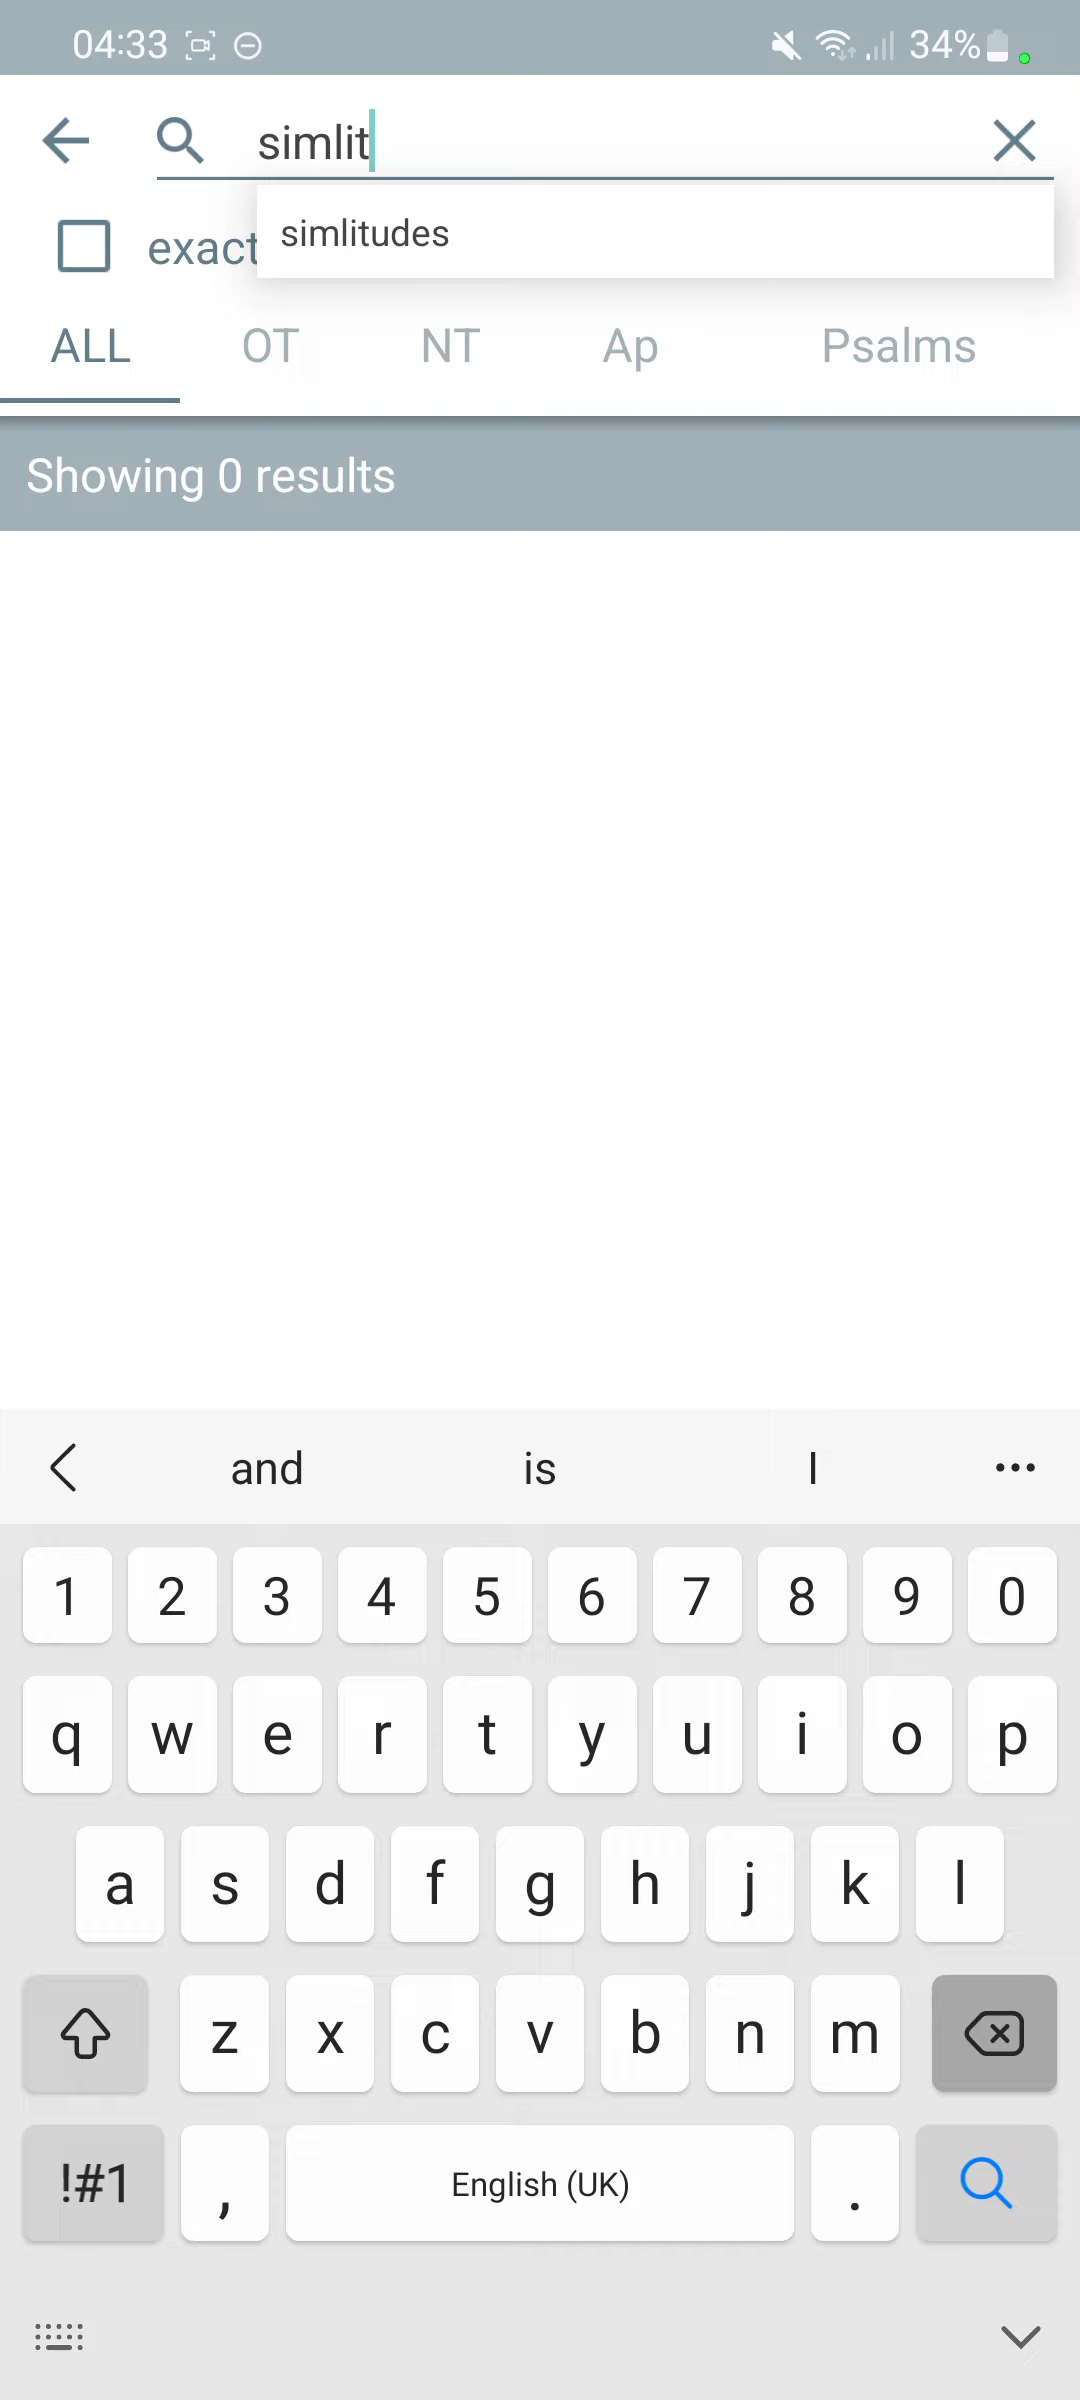 04:33 34%
simlit
simlitudes
exact
ALL OT NT Ap Psalms
Showing 0 results
and is I ...
1 2 3 4 5 6 7 8 9 0
q w e r t y u i o p
a s d f g h j k l
z x c v b n m
!#1 , English (UK) .